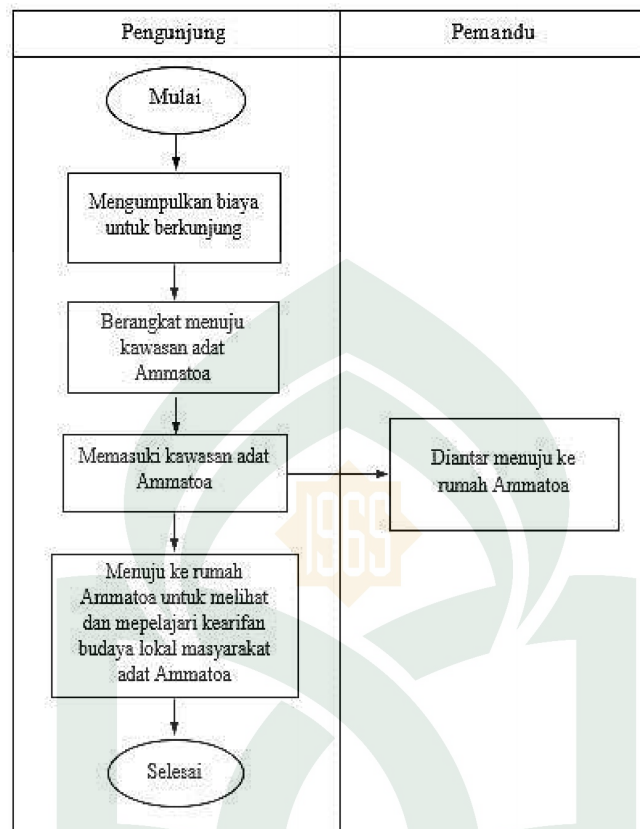 Pengunjung
Pemandu
Mulai
Mengumpulkan biaya
untuk berkunjung
Berangkat menuju
kawasan adat
Ammatoa
Memasuki kawasan adat
Ammatoa
Diantar menuju ke
rumah Ammatoa
1969
Menuju ke rumah
Ammatoa untuk melihat
dan mepelajari kearifan
budaya lokal masyarakat
adat Ammatoa
Selesai